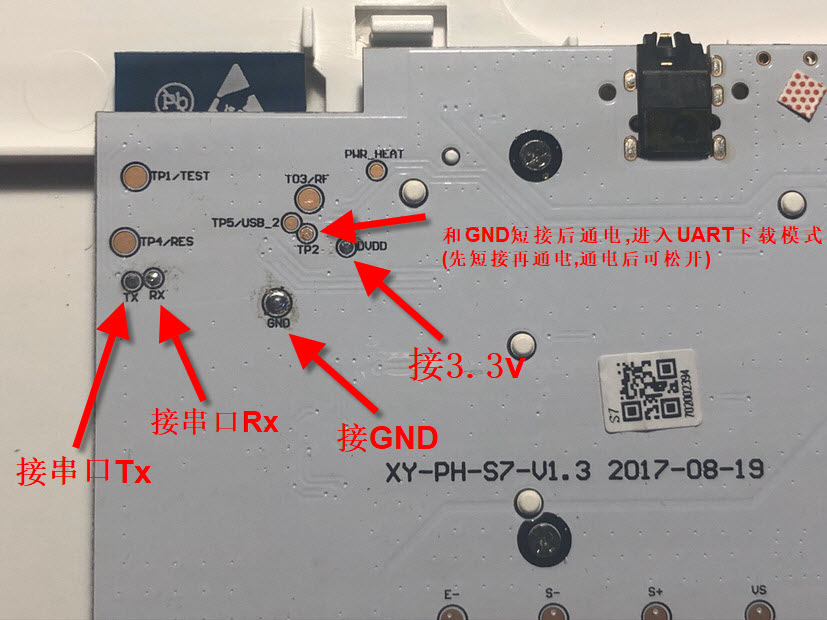 Pb
PWR_HEAT
TP1/TEST
TO3/RF
TP5/USB_2
TP2
DVDD
和GND短接后通电,进入UART下载模式
(先短接再通电,通电后可松开)
TP4/RES
TX
RX
GND
接3.3v
接串口Rx
接GND
接串口Tx
S7
702002394
XY-PH-S7-V1.3 2017-08-19
E-
S-
S+
VS